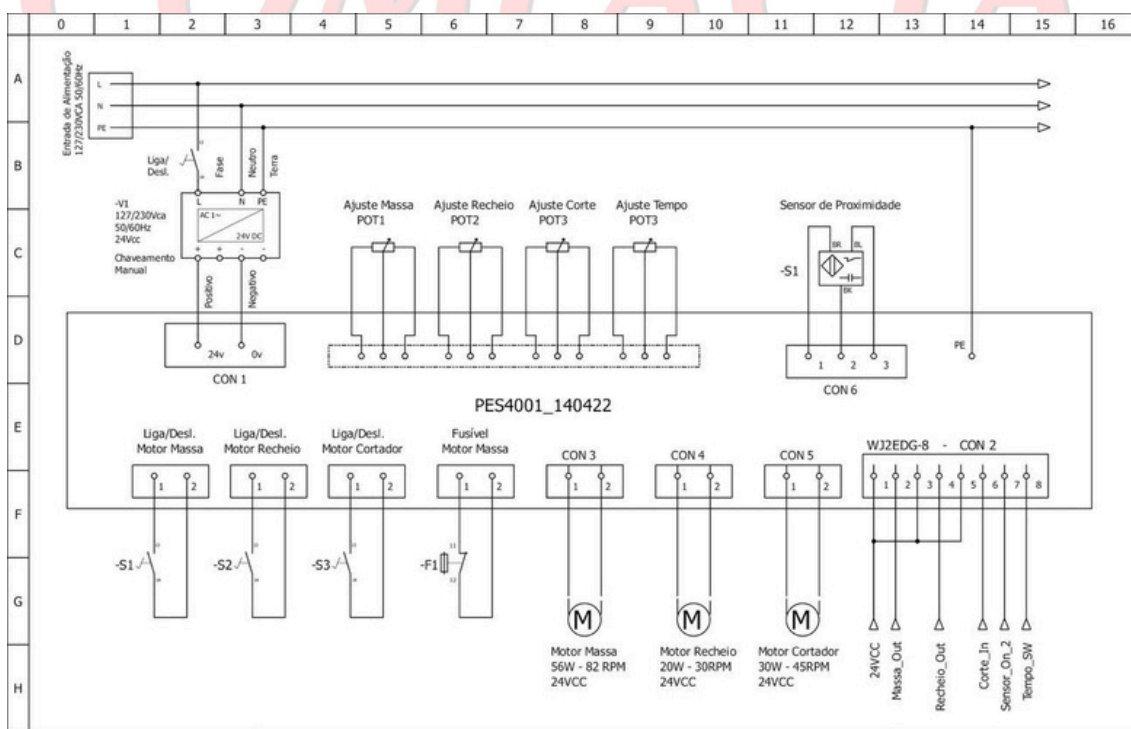 COMPACTA
0 1 2 3 4 5 6 7 8 9 10 11 12 13 14 15 16
A
B
C
D
E
F
G
H
Entrada de Alimentação
127/230VCA 50/60Hz
L
N
PE
Liga/
Desl.
Fase
Neutro
Terra
-V1
127/230Vca
50/60Hz
24Vcc
Chaveamento
Manual
L N PE
AC 1~
24V DC
+ + - -
Positivo
Negativo
24v 0v
CON 1
Ajuste Massa
POT1
Ajuste Recheio
POT2
Ajuste Corte
POT3
Ajuste Tempo
POT3
Sensor de Proximidade
-S1
BR BL
BK
1 2 3
CON 6
PE
PES4001_140422
Liga/Desl.
Motor Massa
1 2
Liga/Desl.
Motor Recheio
1 2
Liga/Desl.
Motor Cortador
1 2
Fusível
Motor Massa
1 2
CON 3
1 2
CON 4
1 2
CON 5
1 2
WJ2EDG-8 - CON 2
1 2 3 4 5 6 7 8
-S1
-S2
-S3
-F1
11
12
M
Motor Massa
56W - 82 RPM
24VCC
M
Motor Recheio
20W - 30RPM
24VCC
M
Motor Cortador
30W - 45RPM
24VCC
24VCC
Massa_Out
Recheio_Out
Corte_In
Sensor_On_2
Tempo_SW